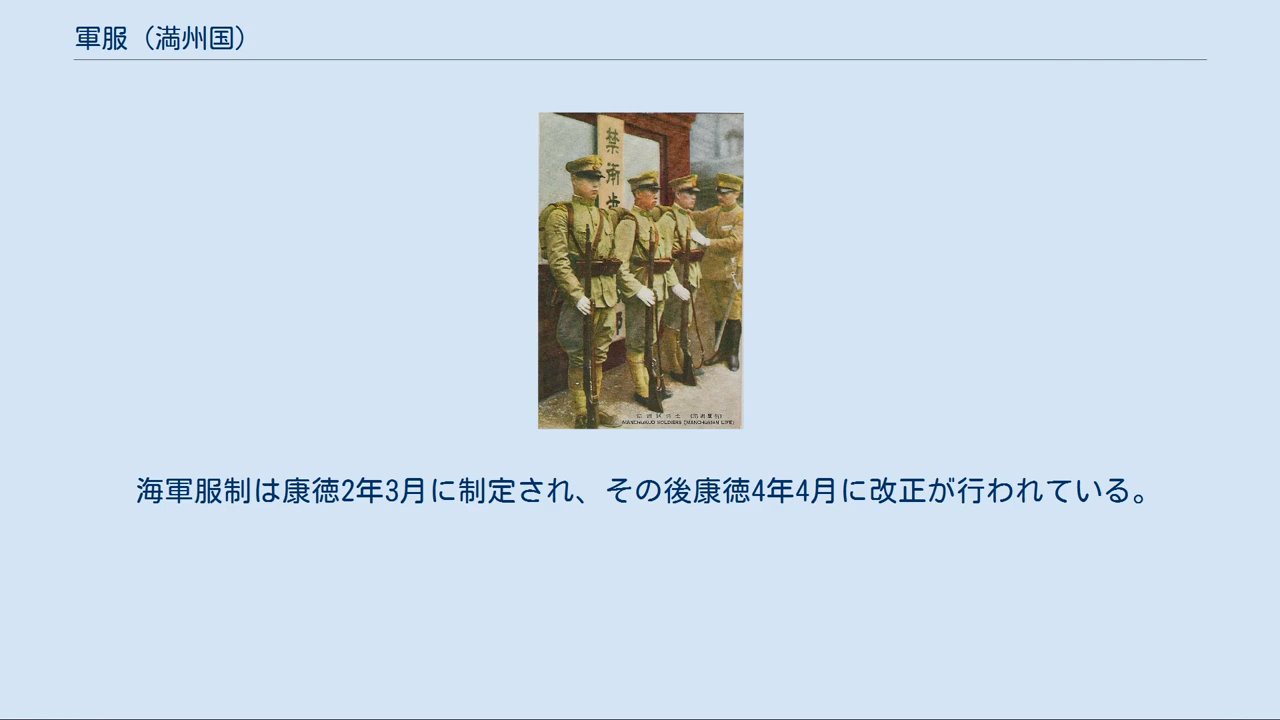 軍服（満州国）
禁
衛
歩
MANCHUKUO SOLDIERS (MANCHURIAN LIFE)
海軍服制は康徳2年3月に制定され、その後康徳4年4月に改正が行われている。